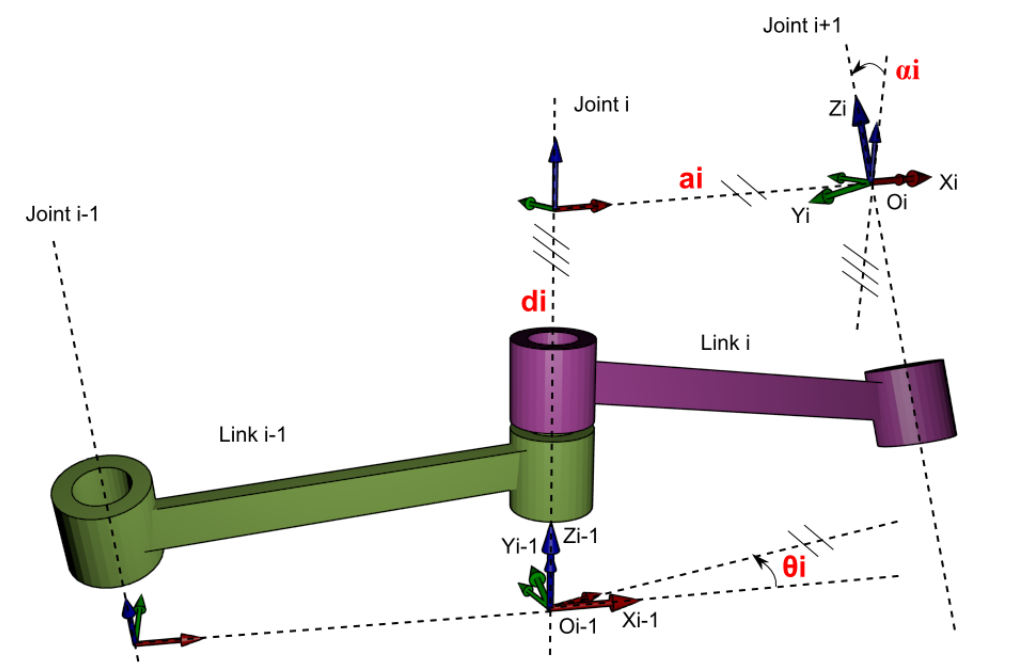 Joint i+1
αi
Joint i
Zi
ai
Xi
Oi
Yi
Joint i-1
di
Link i
Link i-1
Yi-1
Zi-1
θi
Oi-1
Xi-1